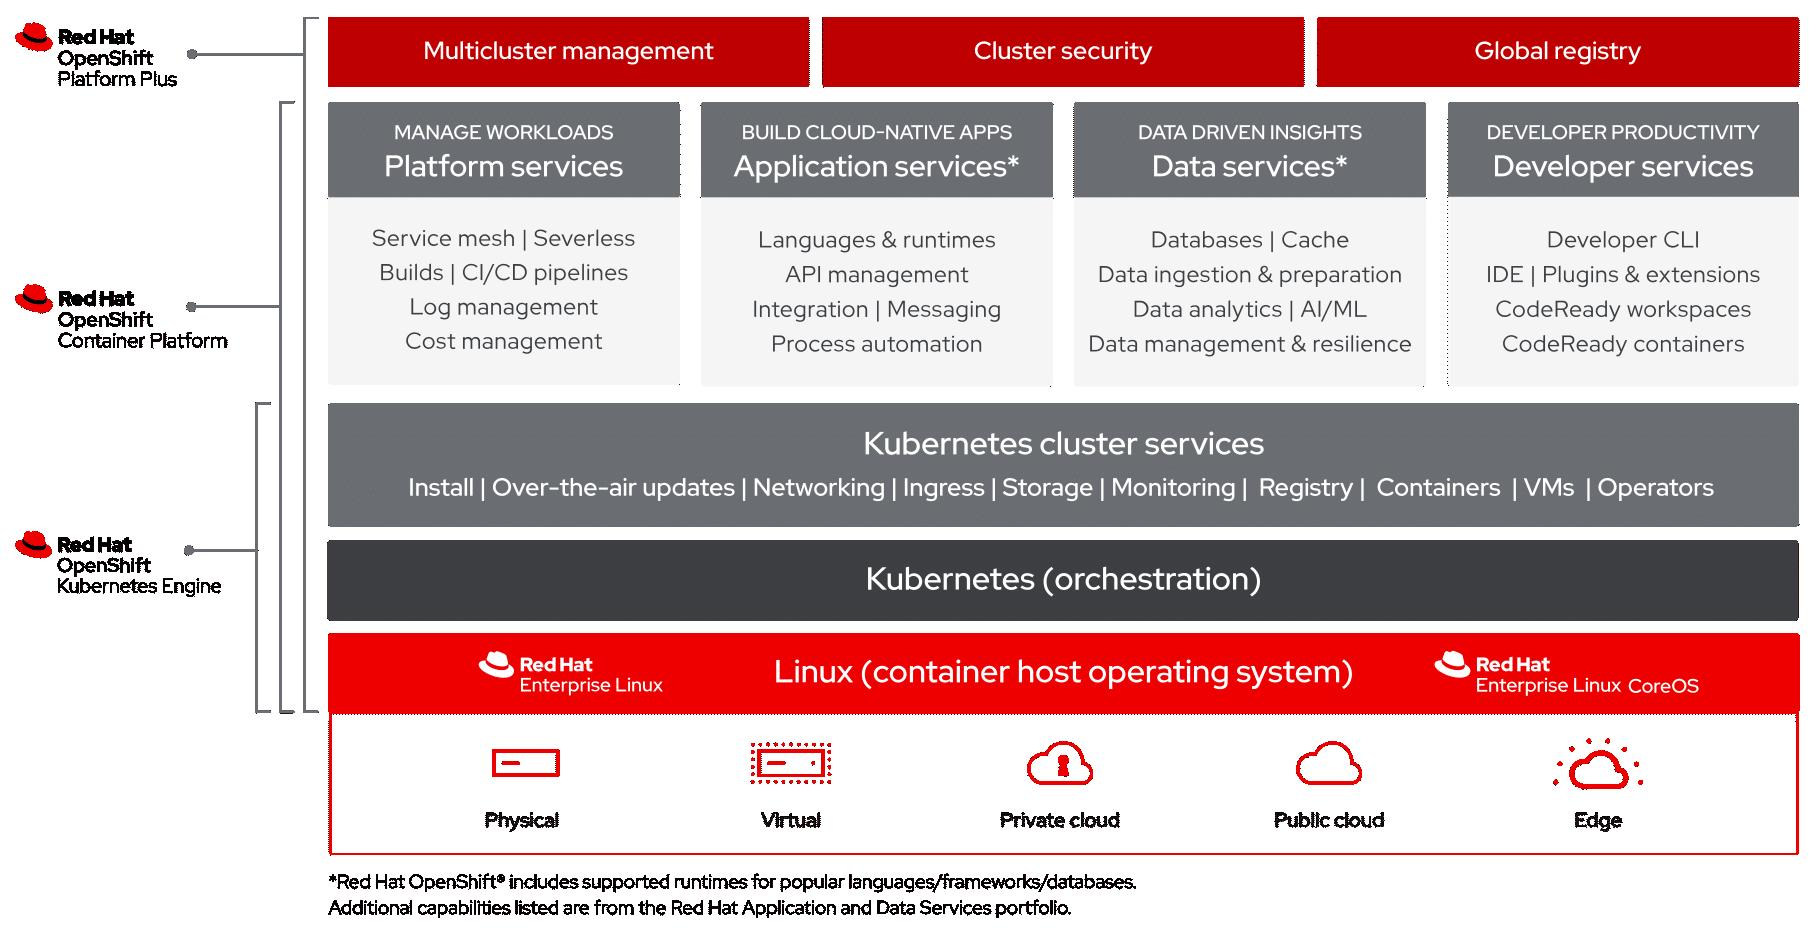 Red Hat
OpenShift
Platform Plus
Multicluster management
Cluster security
Global registry
MANAGE WORKLOADS
Platform services
Service mesh | Severless
Builds | CI/CD pipelines
Log management
Cost management
BUILD CLOUD-NATIVE APPS
Application services*
Languages & runtimes
API management
Integration | Messaging
Process automation
DATA DRIVEN INSIGHTS
Data services*
Databases | Cache
Data ingestion & preparation
Data analytics | AI/ML
Data management & resilience
DEVELOPER PRODUCTIVITY
Developer services
Developer CLI
IDE | Plugins & extensions
CodeReady workspaces
CodeReady containers
Red Hat
OpenShift
Container Platform
Kubernetes cluster services
Install | Over-the-air updates | Networking | Ingress | Storage | Monitoring | Registry | Containers | VMs | Operators
Red Hat
OpenShift
Kubernetes Engine
Kubernetes (orchestration)
Red Hat
Enterprise Linux
Linux (container host operating system)
Red Hat
Enterprise Linux CoreOS
Physical
Virtual
Private cloud
Public cloud
Edge
*Red Hat OpenShift® includes supported runtimes for popular languages/frameworks/databases.
Additional capabilities listed are from the Red Hat Application and Data Services portfolio.